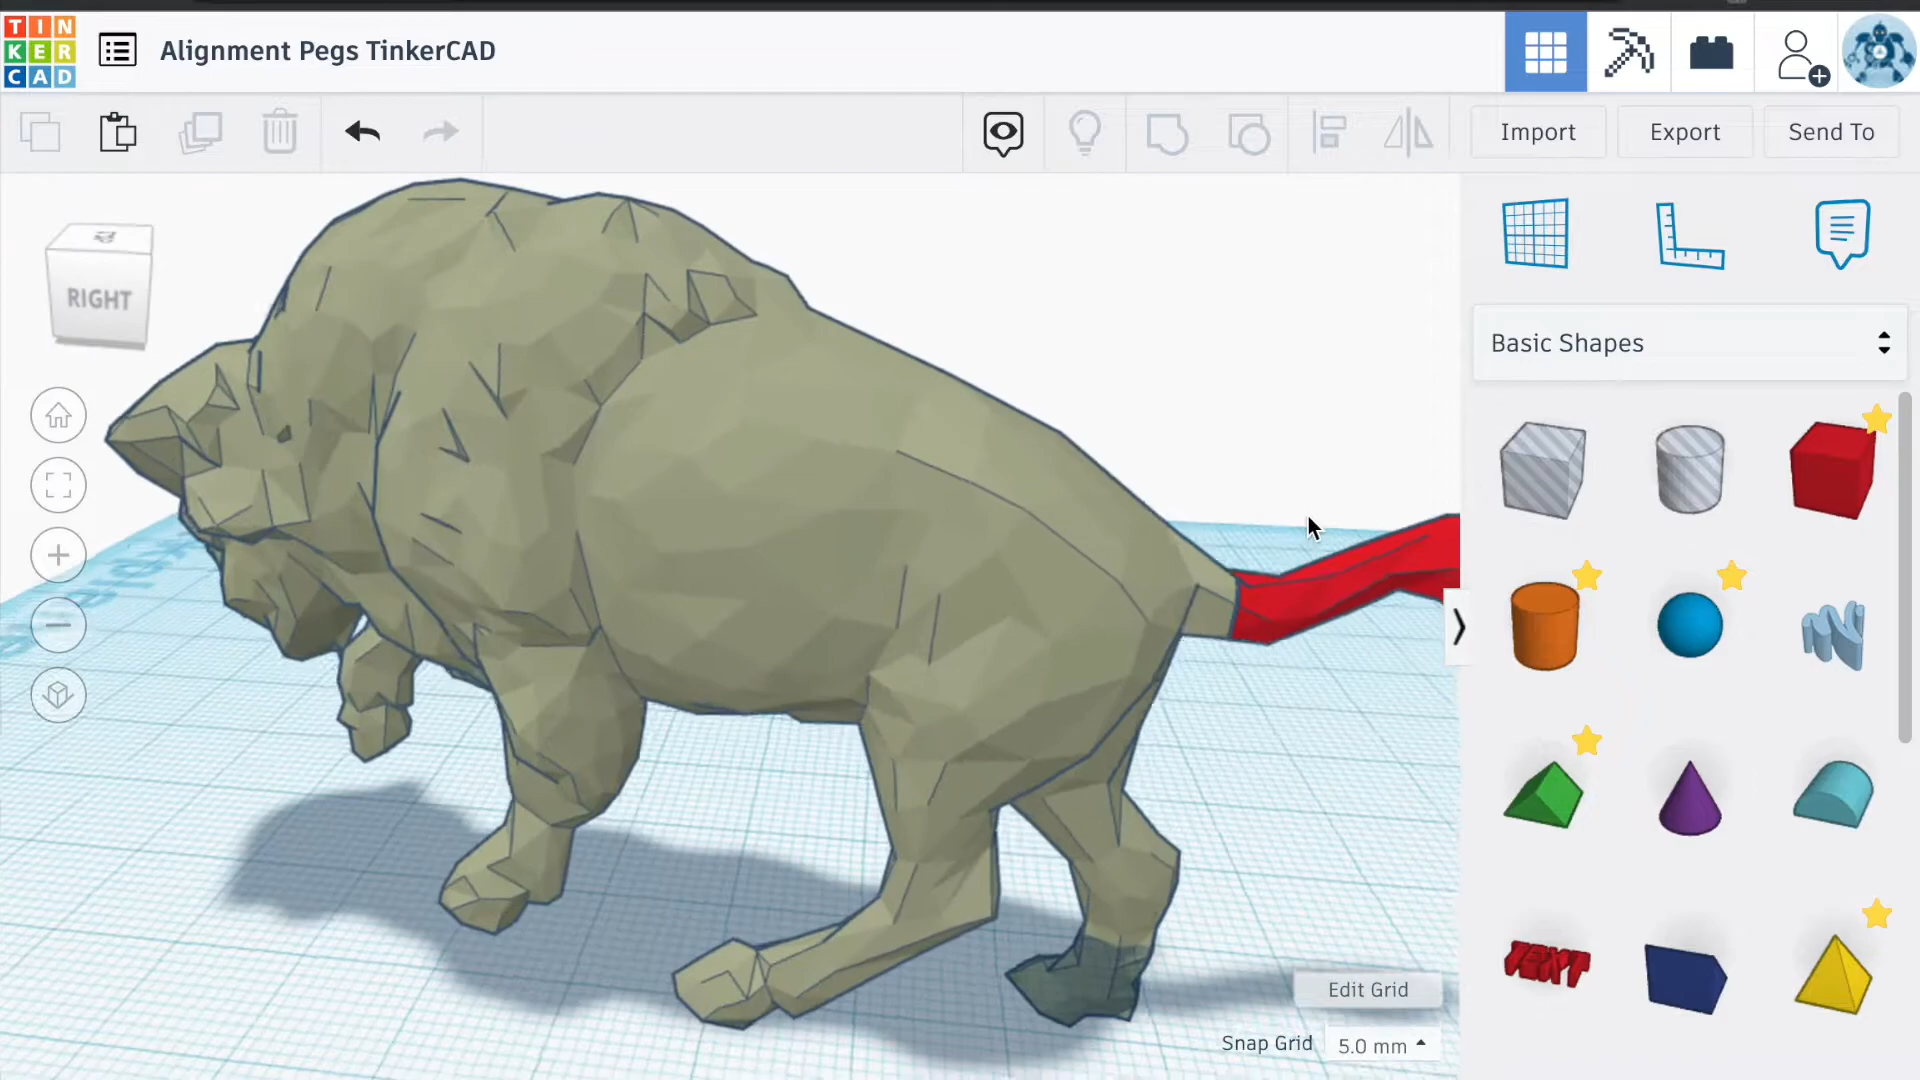 TIN
KER
CAD
Alignment Pegs TinkerCAD
Import
Export
Send To
RIGHT
Basic Shapes
TEXT
Edit Grid
Snap Grid
5.0 mm